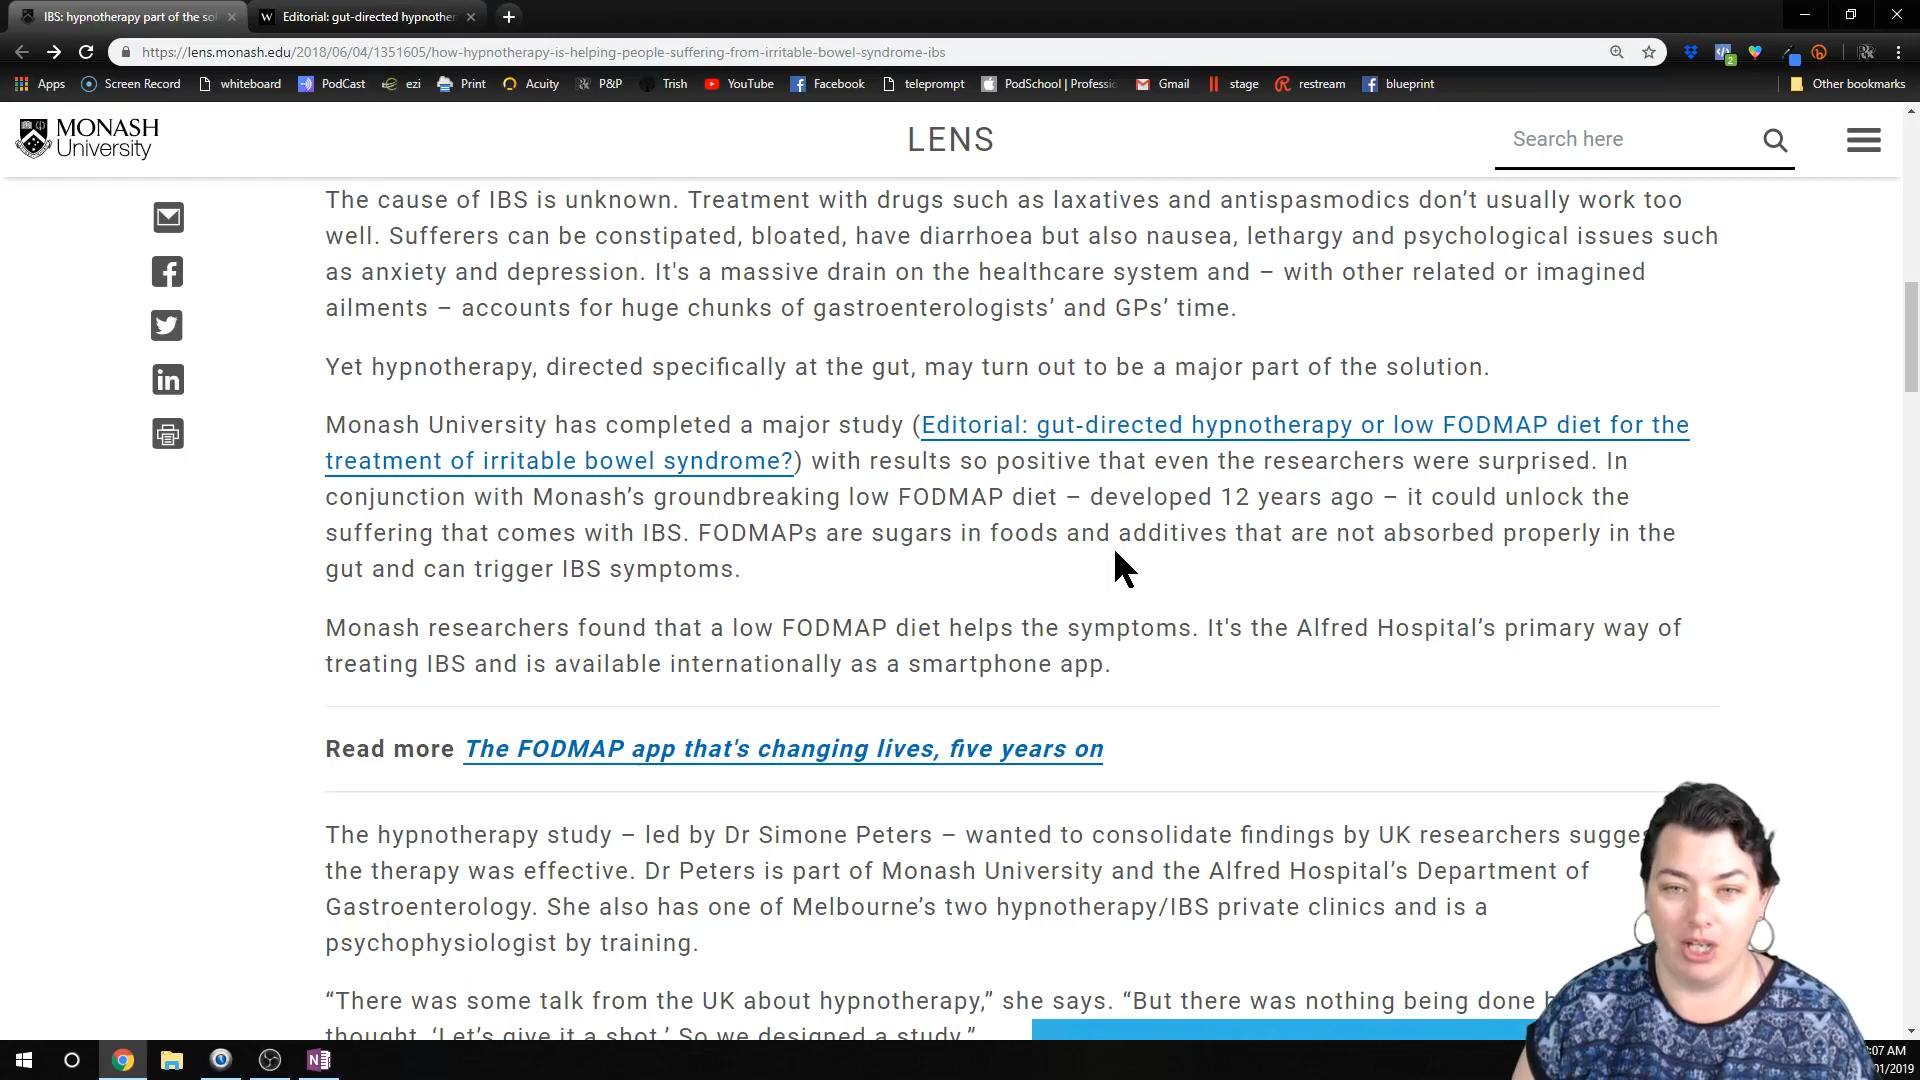 IBS: hypnotherapy part of the so
Editorial: gut-directed hypnother
https://lens.monash.edu/2018/06/04/1351605/how-hypnotherapy-is-helping-people-suffering-from-irritable-bowel-syndrome-ibs
2
Apps Screen Record whiteboard PodCast ezi Print Acuity P&P Trish YouTube Facebook teleprompt PodSchool | Professi Gmail stage restream blueprint Other bookmarks
MONASH
University
LENS
Search here
The cause of IBS is unknown. Treatment with drugs such as laxatives and antispasmodics don’t usually work too
well. Sufferers can be constipated, bloated, have diarrhoea but also nausea, lethargy and psychological issues such
as anxiety and depression. It's a massive drain on the healthcare system and – with other related or imagined
ailments – accounts for huge chunks of gastroenterologists’ and GPs’ time.
Yet hypnotherapy, directed specifically at the gut, may turn out to be a major part of the solution.
Monash University has completed a major study (Editorial: gut-directed hypnotherapy or low FODMAP diet for the
treatment of irritable bowel syndrome?) with results so positive that even the researchers were surprised. In
conjunction with Monash’s groundbreaking low FODMAP diet – developed 12 years ago – it could unlock the
suffering that comes with IBS. FODMAPs are sugars in foods and additives that are not absorbed properly in the
gut and can trigger IBS symptoms.
Monash researchers found that a low FODMAP diet helps the symptoms. It's the Alfred Hospital’s primary way of
treating IBS and is available internationally as a smartphone app.
Read more The FODMAP app that's changing lives, five years on
The hypnotherapy study – led by Dr Simone Peters – wanted to consolidate findings by UK researchers sugges
the therapy was effective. Dr Peters is part of Monash University and the Alfred Hospital’s Department of
Gastroenterology. She also has one of Melbourne’s two hypnotherapy/IBS private clinics and is a
psychophysiologist by training.
“There was some talk from the UK about hypnotherapy,” she says. “But there was nothing being done h
thought, ‘Let’s give it a shot.’ So we designed a study.”
:07 AM
01/2019